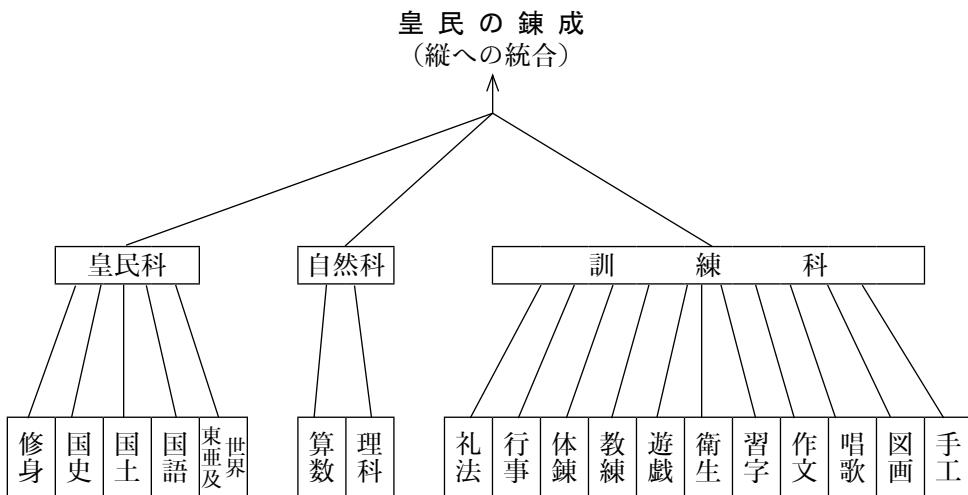 皇民の錬成
（縦への統合）
皇民科
自然科
訓練科
修身
国史
国土
国語
東亜及
世界
算数
理科
礼法
行事
体錬
教練
遊戯
衛生
習字
作文
唱歌
図画
手工